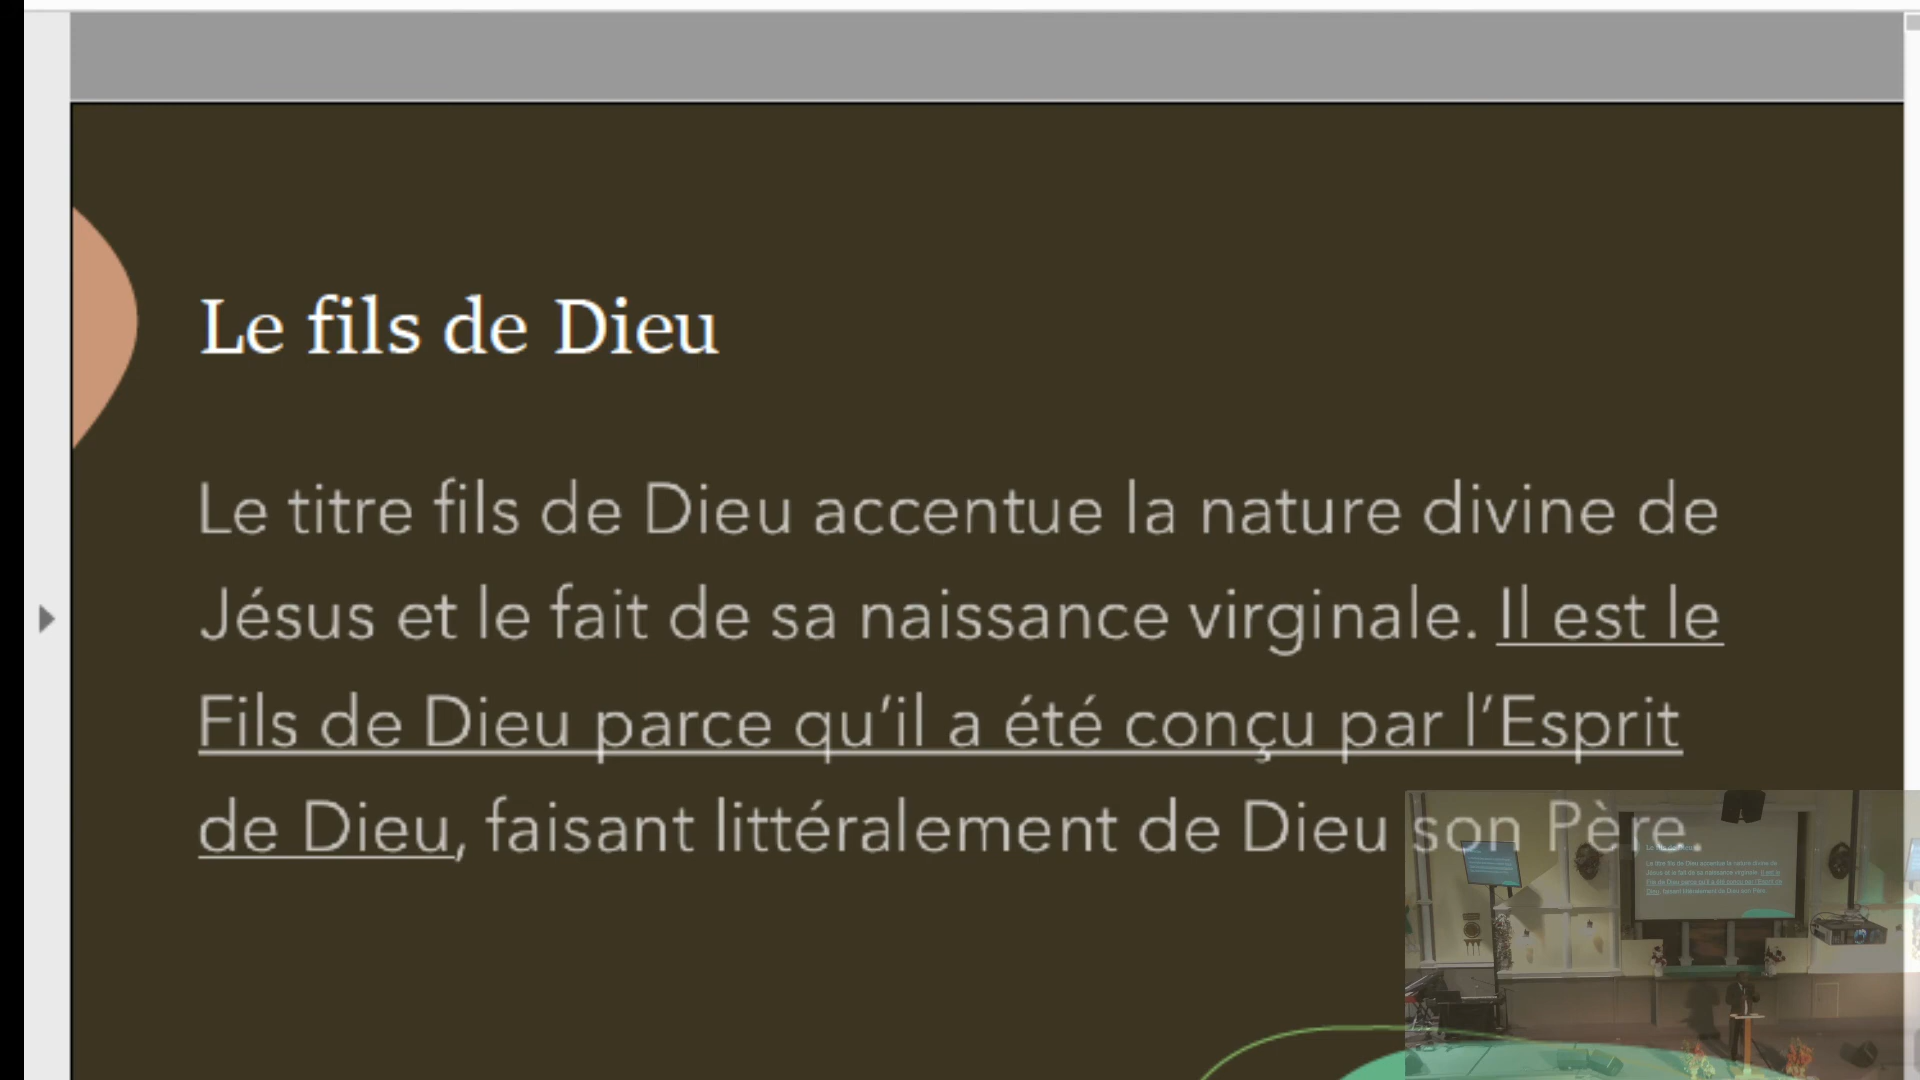 Le fils de Dieu
Le titre fils de Dieu accentue la nature divine de
Jésus et le fait de sa naissance virginale. Il est le
Fils de Dieu parce qu’il a été conçu par l’Esprit
de Dieu, faisant littéralement de Dieu son Père.